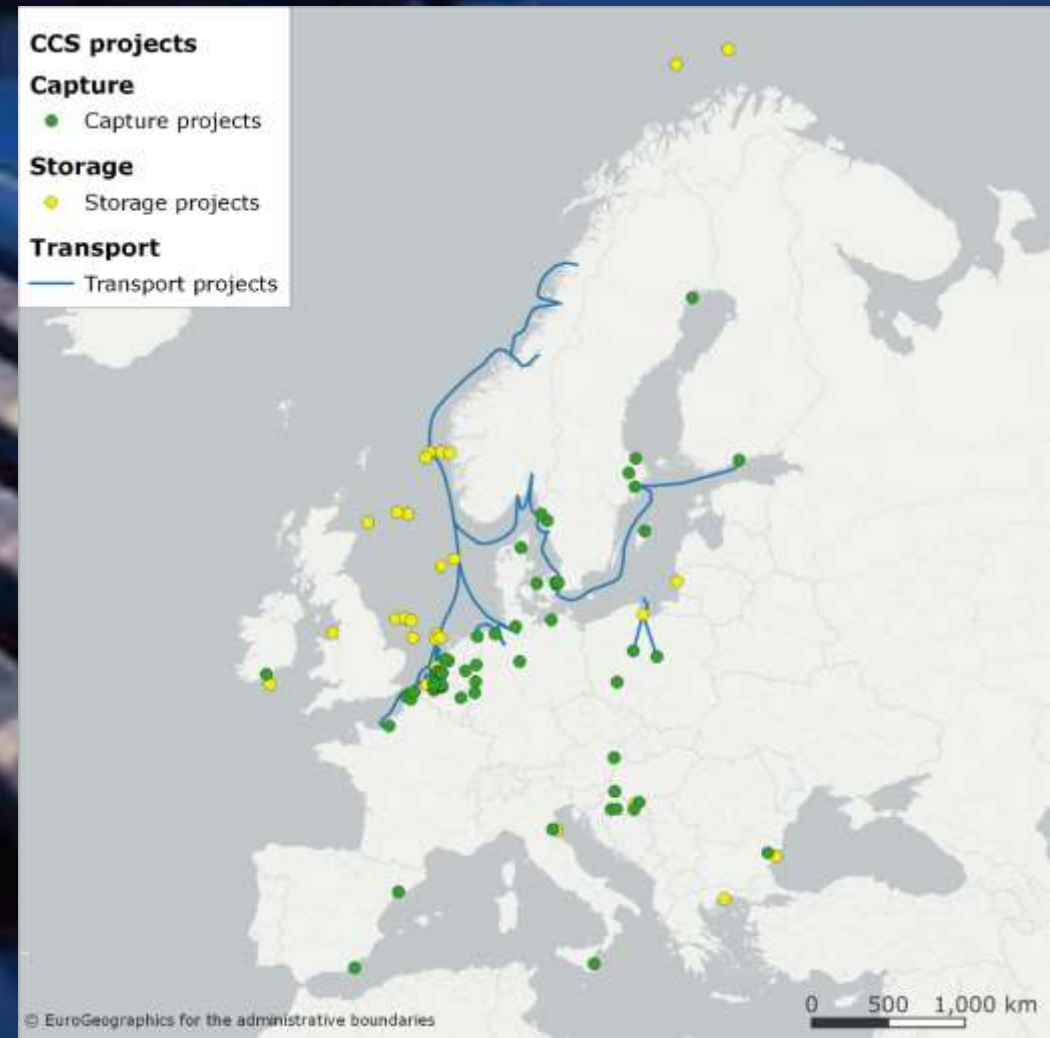 CCS projects
Capture
Capture projects
Storage
Storage projects
Transport
Transport projects
0 500 1,000 km
© EuroGeographics for the administrative boundaries